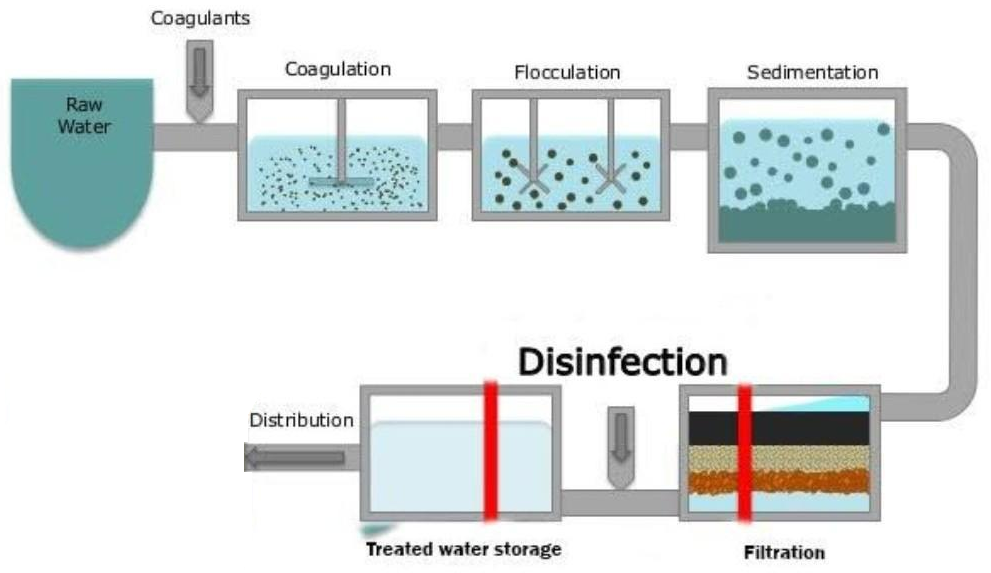 Coagulants
Coagulation
Flocculation
Sedimentation
Raw
Water
Disinfection
Distribution
Treated water storage
Filtration